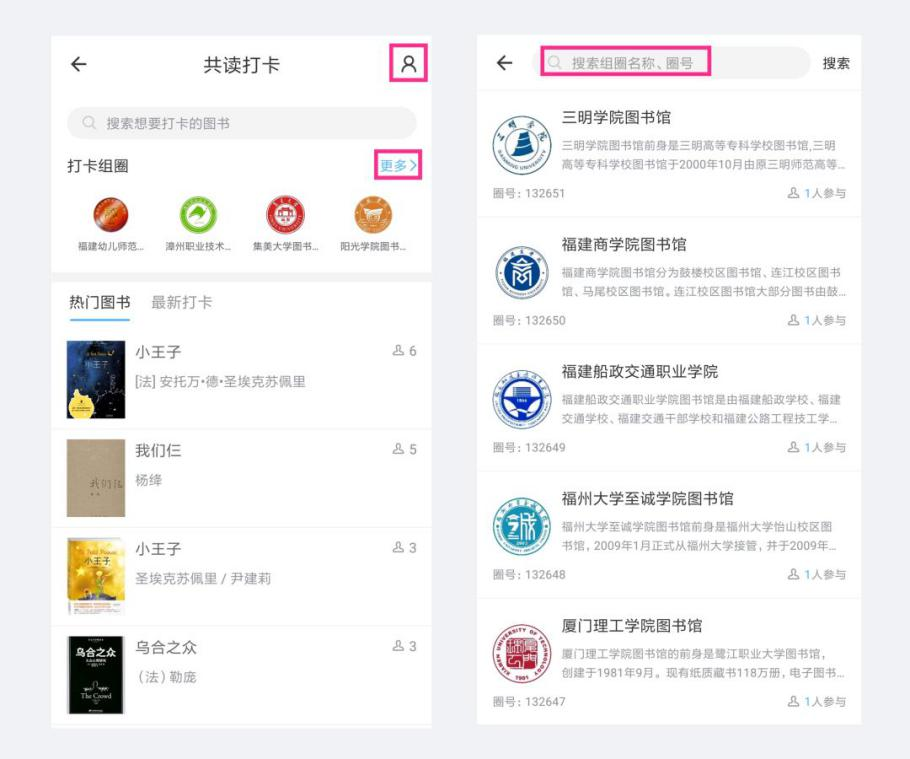 共读打卡
搜索想要打卡的图书
打卡组圈
更多
福建幼儿师范...
漳州职业技术...
集美大学图书...
阳光学院图书...
热门图书 最新打卡
小王子
6
[法] 安托万•德•圣埃克苏佩里
小王子
我们仨
5
杨绛
我们仨
小王子
3
圣埃克苏佩里 / 尹建莉
小王子
乌合之众
3
（法）勒庞
乌合之众
The Crowd
搜索组圈名称、圈号
搜索
三明学院图书馆
三明学院图书馆前身是三明高等专科学校图书馆,三明
高等专科学校图书馆于2000年10月由原三明师范高等...
圈号: 132651
1人参与
福建商学院图书馆
福建商学院图书馆分为鼓楼校区图书馆、连江校区图书
馆、马尾校区图书馆。连江校区图书馆大部分图书由鼓...
圈号: 132650
1人参与
福建船政交通职业学院
福建船政交通职业学院图书馆是由福建船政学校、福建
交通学校、福建交通干部学校和福建公路工程技工学...
圈号: 132649
1人参与
福州大学至诚学院图书馆
福州大学至诚学院图书馆前身是福州大学怡山校区图
书馆，2009年1月正式从福州大学接管，并于2009年...
圈号: 132648
1人参与
厦门理工学院图书馆
厦门理工学院图书馆的前身是鹭江职业大学图书馆，
创建于1981年9月。现有纸质藏书118万册，电子图书...
圈号: 132647
1人参与